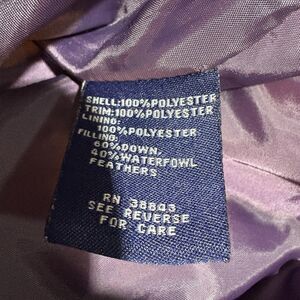 SHELL:100%POLYESTER
TRIM:100%POLYESTER
LINING:
100%POLYESTER
FILLING:
60%DOWN,
40%WATERFOWL
FEATHERS
RN 38843
SEE REVERSE
FOR CARE